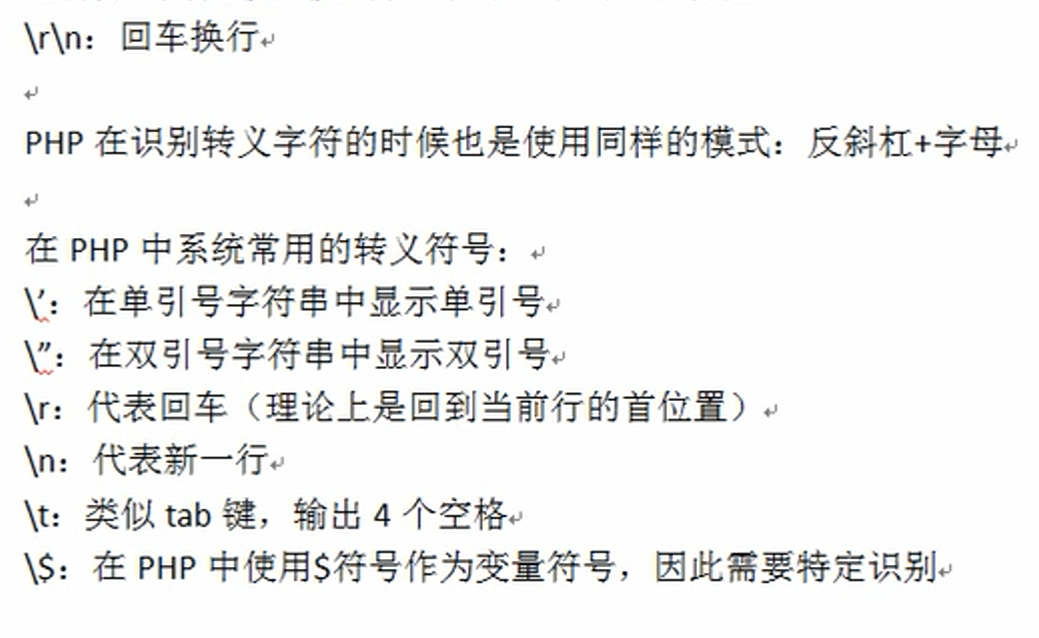 \r\n：回车换行
PHP 在识别转义字符的时候也是使用同样的模式：反斜杠+字母
在 PHP 中系统常用的转义符号：
\’：在单引号字符串中显示单引号
\”：在双引号字符串中显示双引号
\r：代表回车（理论上是回到当前行的首位置）
\n：代表新一行
\t：类似 tab 键，输出 4 个空格
\$：在 PHP 中使用$符号作为变量符号，因此需要特定识别